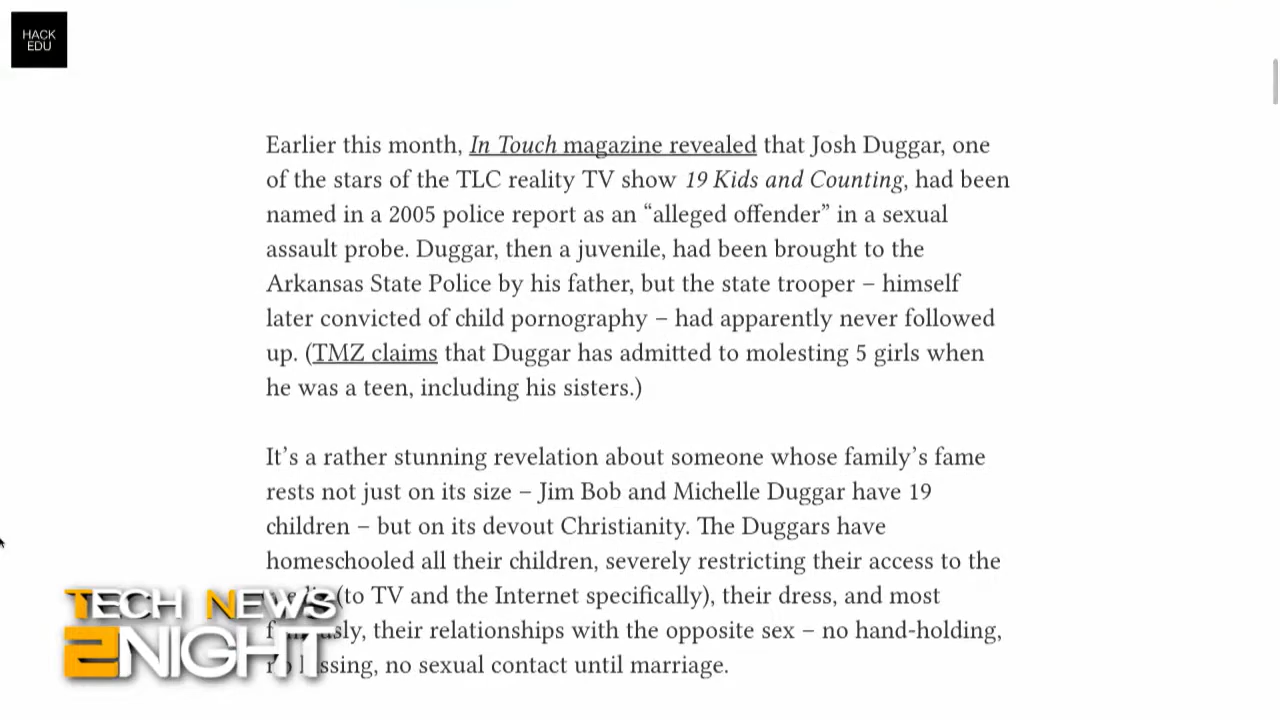 HACK
EDU
Earlier this month, In Touch magazine revealed that Josh Duggar, one
of the stars of the TLC reality TV show 19 Kids and Counting, had been
named in a 2005 police report as an “alleged offender” in a sexual
assault probe. Duggar, then a juvenile, had been brought to the
Arkansas State Police by his father, but the state trooper – himself
later convicted of child pornography – had apparently never followed
up. (TMZ claims that Duggar has admitted to molesting 5 girls when
he was a teen, including his sisters.)
It’s a rather stunning revelation about someone whose family’s fame
rests not just on its size – Jim Bob and Michelle Duggar have 19
children – but on its devout Christianity. The Duggars have
homeschooled all their children, severely restricting their access to the
(to TV and the Internet specifically), their dress, and most
their relationships with the opposite sex – no hand-holding,
no sexual contact until marriage.
TECH NEWS
2NIGHT